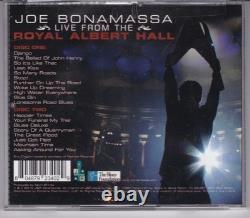 JOE BONAMASSA
LIVE FROM THE
ROYAL ALBERT HALL
DISC ONE
Django
The Ballad Of John Henry
So It's Like That
Last Kiss
So Many Roads
Stop!
Further On Up The Road
Woke Up Dreaming
High Water Everywhere
Sloe Gin
Lonesome Road Blues
DISC TWO
Happier Times
Your Funeral My Trial
Blues Deluxe
Story Of A Quarryman
The Great Flood
Just Got Paid
Mountain Time
Asking Around For You
The Blues
Foundation